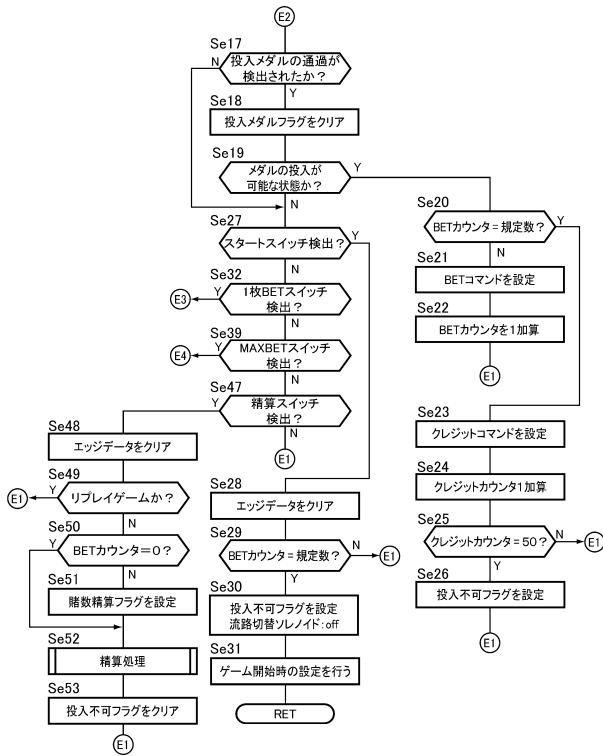 E2
Se17
投入メダルの通過が
検出されたか？
N
Y
Se18
投入メダルフラグをクリア
Se19
メダルの投入が
可能な状態か？
Y
N
Se20
BETカウンタ＝規定数？
Y
N
Se21
BETコマンドを設定
Se22
BETカウンタを1加算
E1
Se27
スタートスイッチ検出？
Y
N
Se32
1枚BETスイッチ
検出？
Y
E3
N
Se39
MAXBETスイッチ
検出？
Y
E4
N
Se47
精算スイッチ
検出？
Y
N
E1
Se23
クレジットコマンドを設定
Se24
クレジットカウンタ1加算
Se25
クレジットカウンタ＝50？
N
E1
Y
Se26
投入不可フラグを設定
E1
Se48
エッジデータをクリア
Se49
リプレイゲームか？
Y
E1
N
Se50
BETカウンタ＝0？
Y
N
Se51
賭数精算フラグを設定
Se52
精算処理
Se53
投入不可フラグをクリア
E1
Se28
エッジデータをクリア
Se29
BETカウンタ＝規定数？
N
E1
Y
Se30
投入不可フラグを設定
流路切替ソレノイド：off
Se31
ゲーム開始時の設定を行う
RET